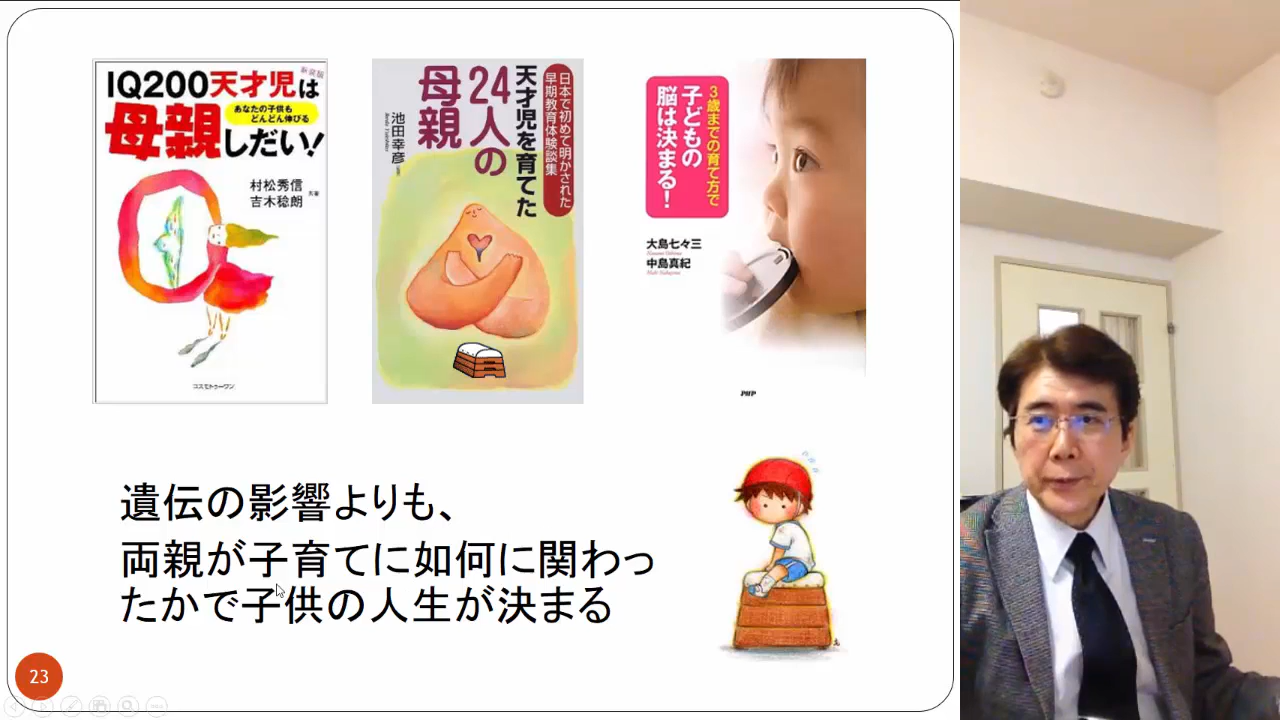 IQ200天才児は
新装版
あなたの子供も
どんどん伸びる
母親しだい!
村松秀信
吉木稔朗
共著
コスモトゥーワン
日本で初めて明かされた
早期教育体験談集
天才児を育てた
24人の
母親
池田幸彦
3歳までの育て方で
子どもの
脳は決まる!
大島七々三
中島真紀
PHP
遺伝の影響よりも、
両親が子育てに如何に関わっ
たかで子供の人生が決まる
23